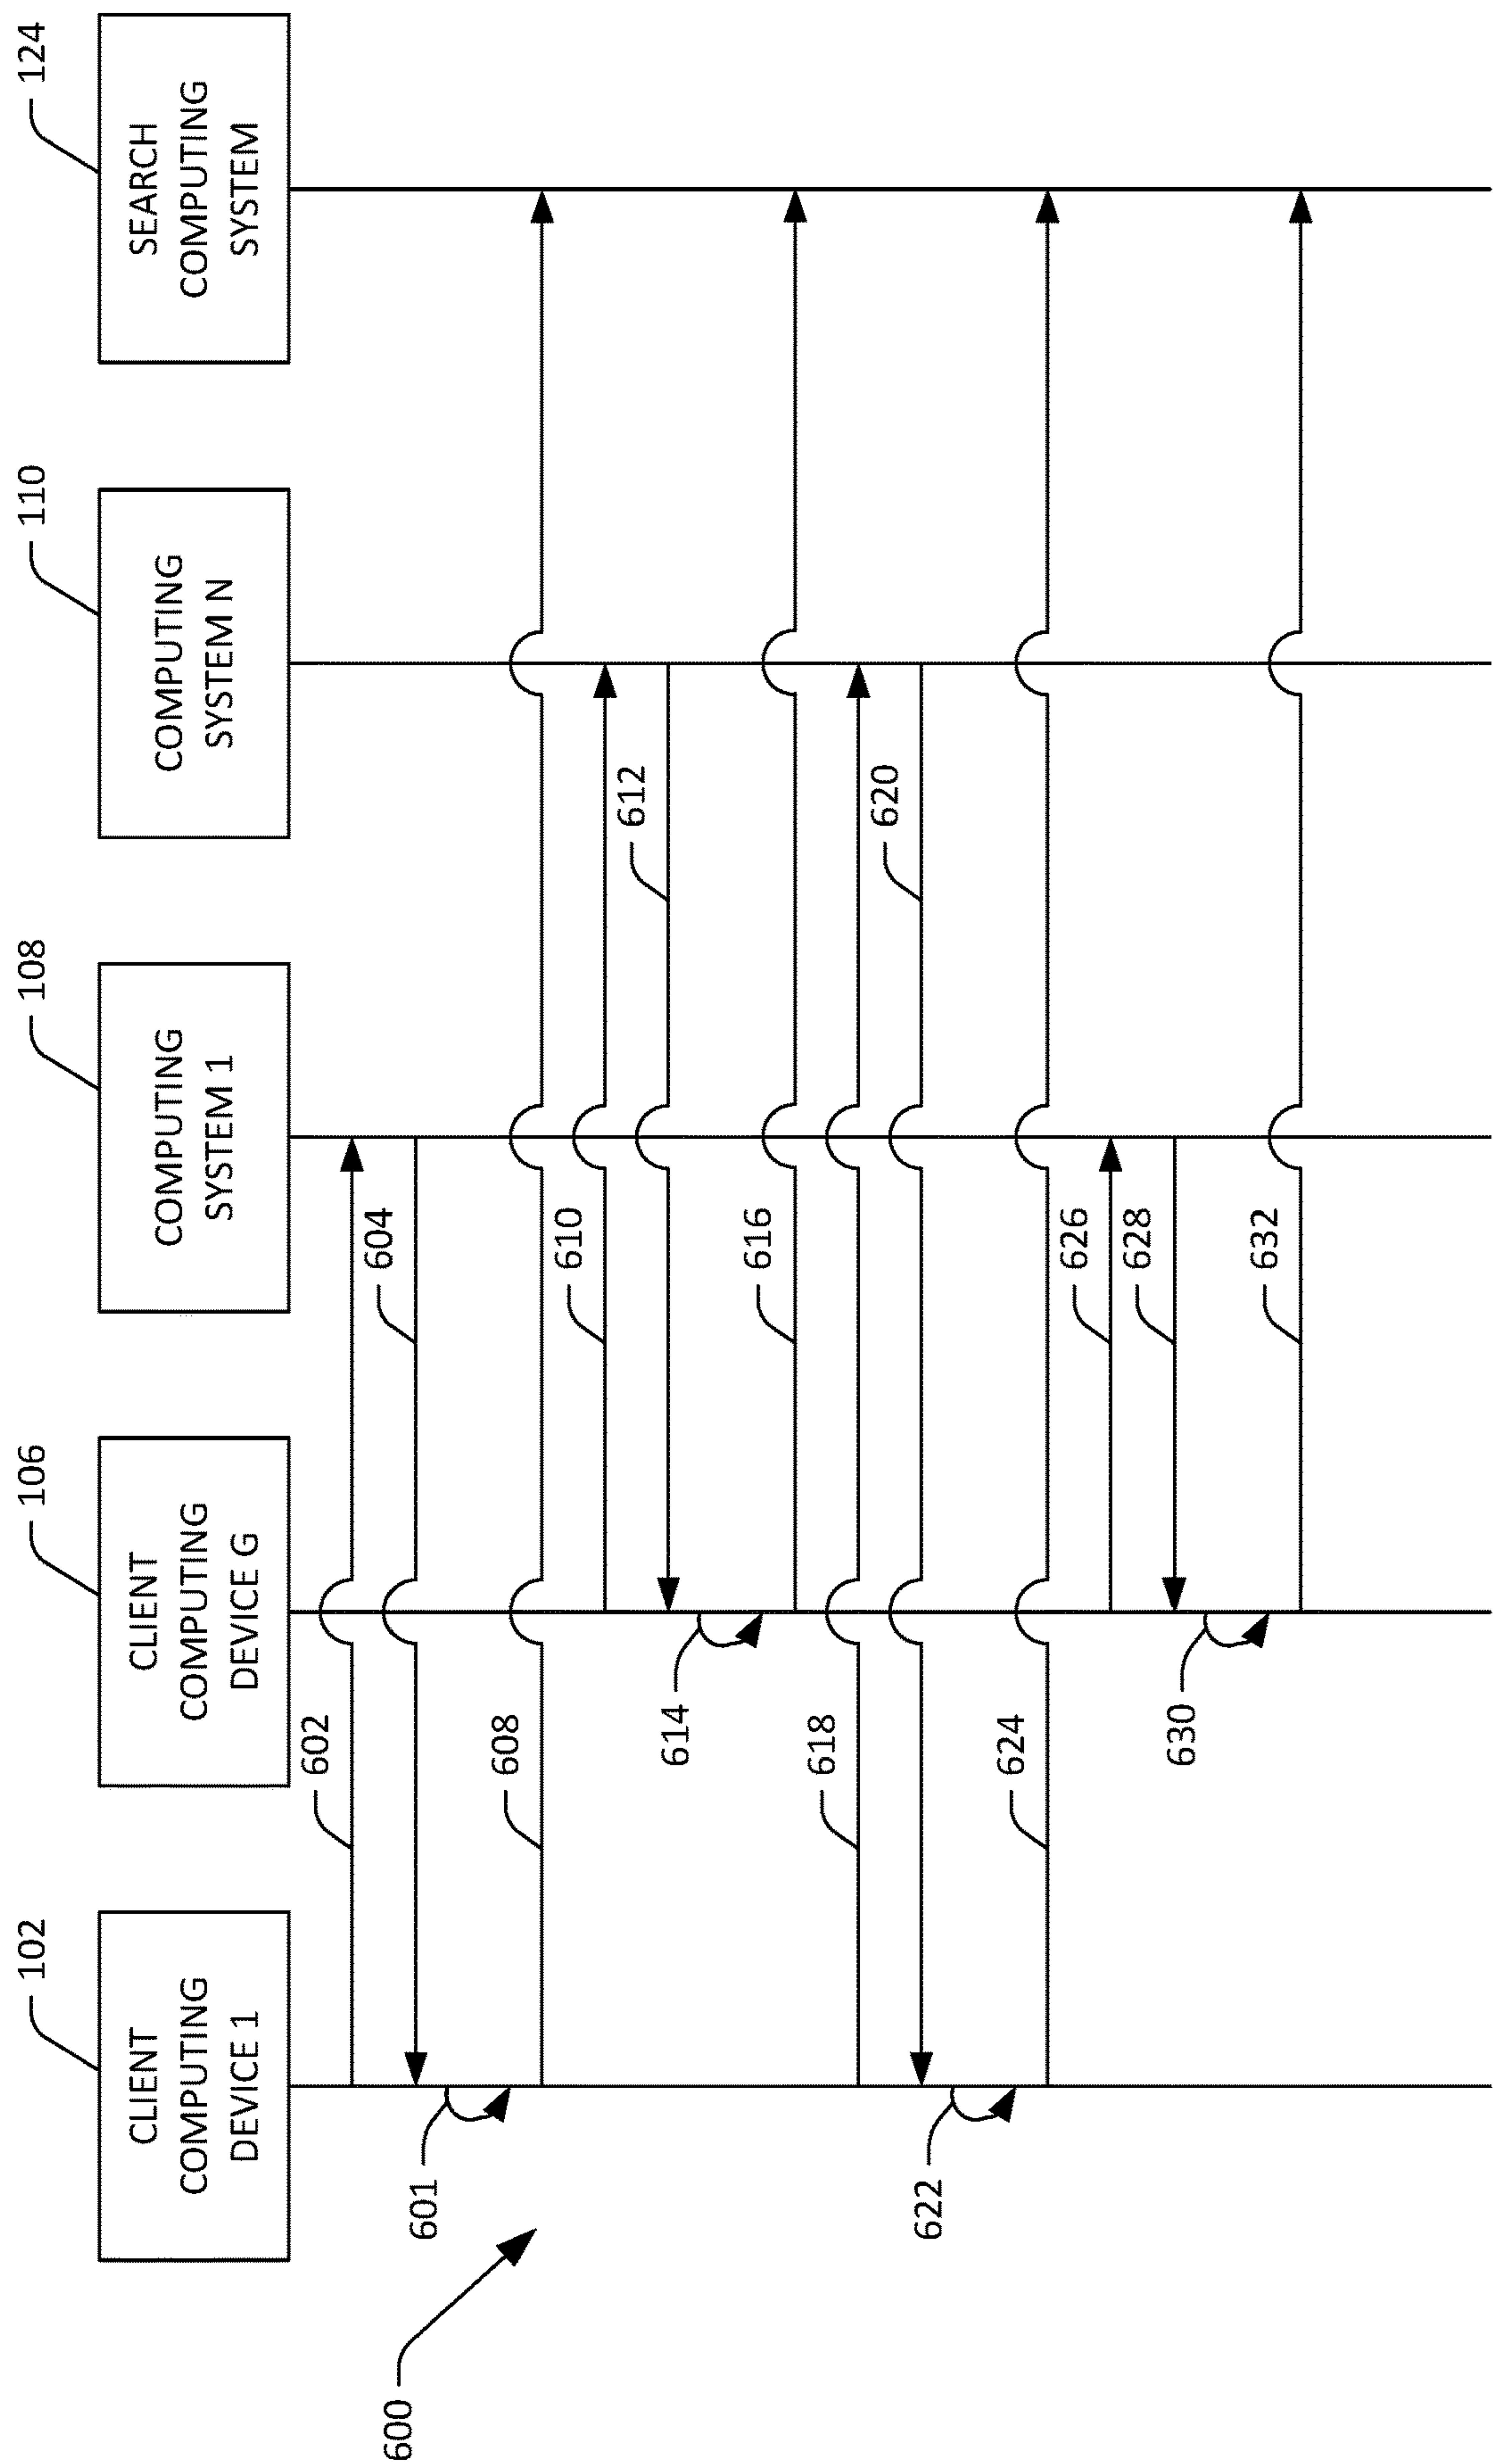 102
106
108
110
124
CLIENT
COMPUTING
DEVICE 1
CLIENT
COMPUTING
DEVICE G
COMPUTING
SYSTEM 1
COMPUTING
SYSTEM N
SEARCH
COMPUTING
SYSTEM
602
604
601
608
610
612
614
616
618
620
622
624
626
628
630
632
600